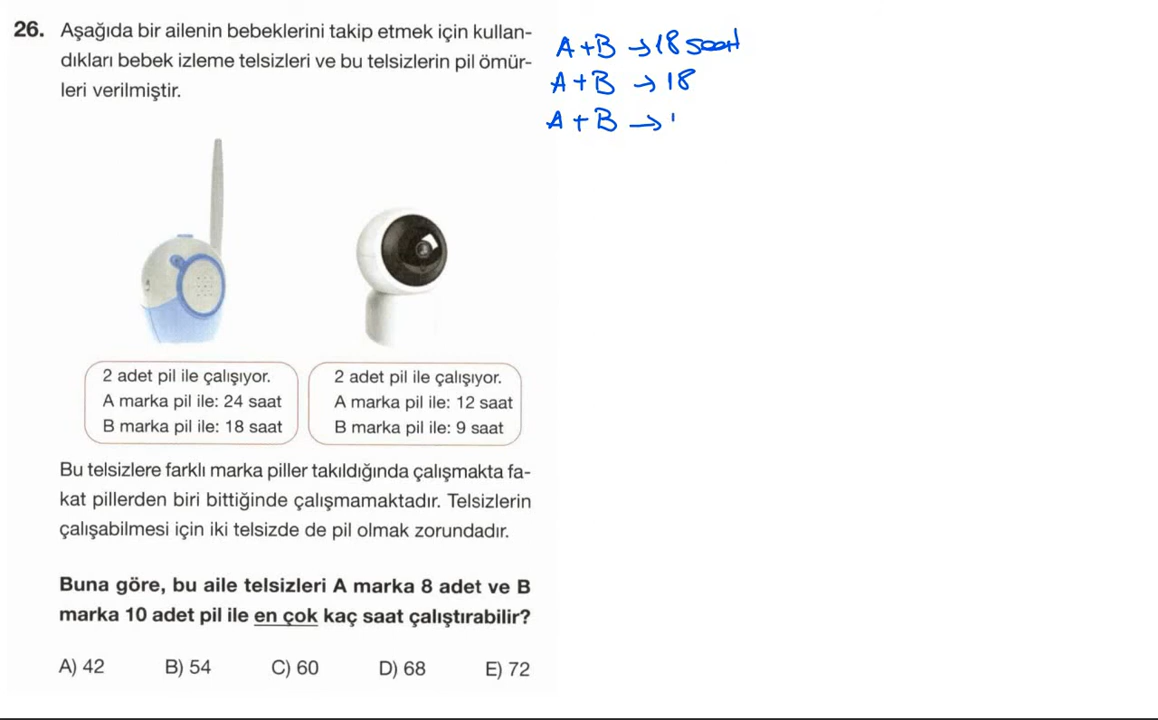 26. Aşağıda bir ailenin bebeklerini takip etmek için kullan-
dıkları bebek izleme telsizleri ve bu telsizlerin pil ömür-
leri verilmiştir.
A+B → 18 saat
A+B → 18
A+B → 1
2 adet pil ile çalışıyor.
A marka pil ile: 24 saat
B marka pil ile: 18 saat
2 adet pil ile çalışıyor.
A marka pil ile: 12 saat
B marka pil ile: 9 saat
Bu telsizlere farklı marka piller takıldığında çalışmakta fa-
kat pillerden biri bittiğinde çalışmamaktadır. Telsizlerin
çalışabilmesi için iki telsizde de pil olmak zorundadır.
Buna göre, bu aile telsizleri A marka 8 adet ve B
marka 10 adet pil ile en çok kaç saat çalıştırabilir?
A) 42 B) 54 C) 60 D) 68 E) 72